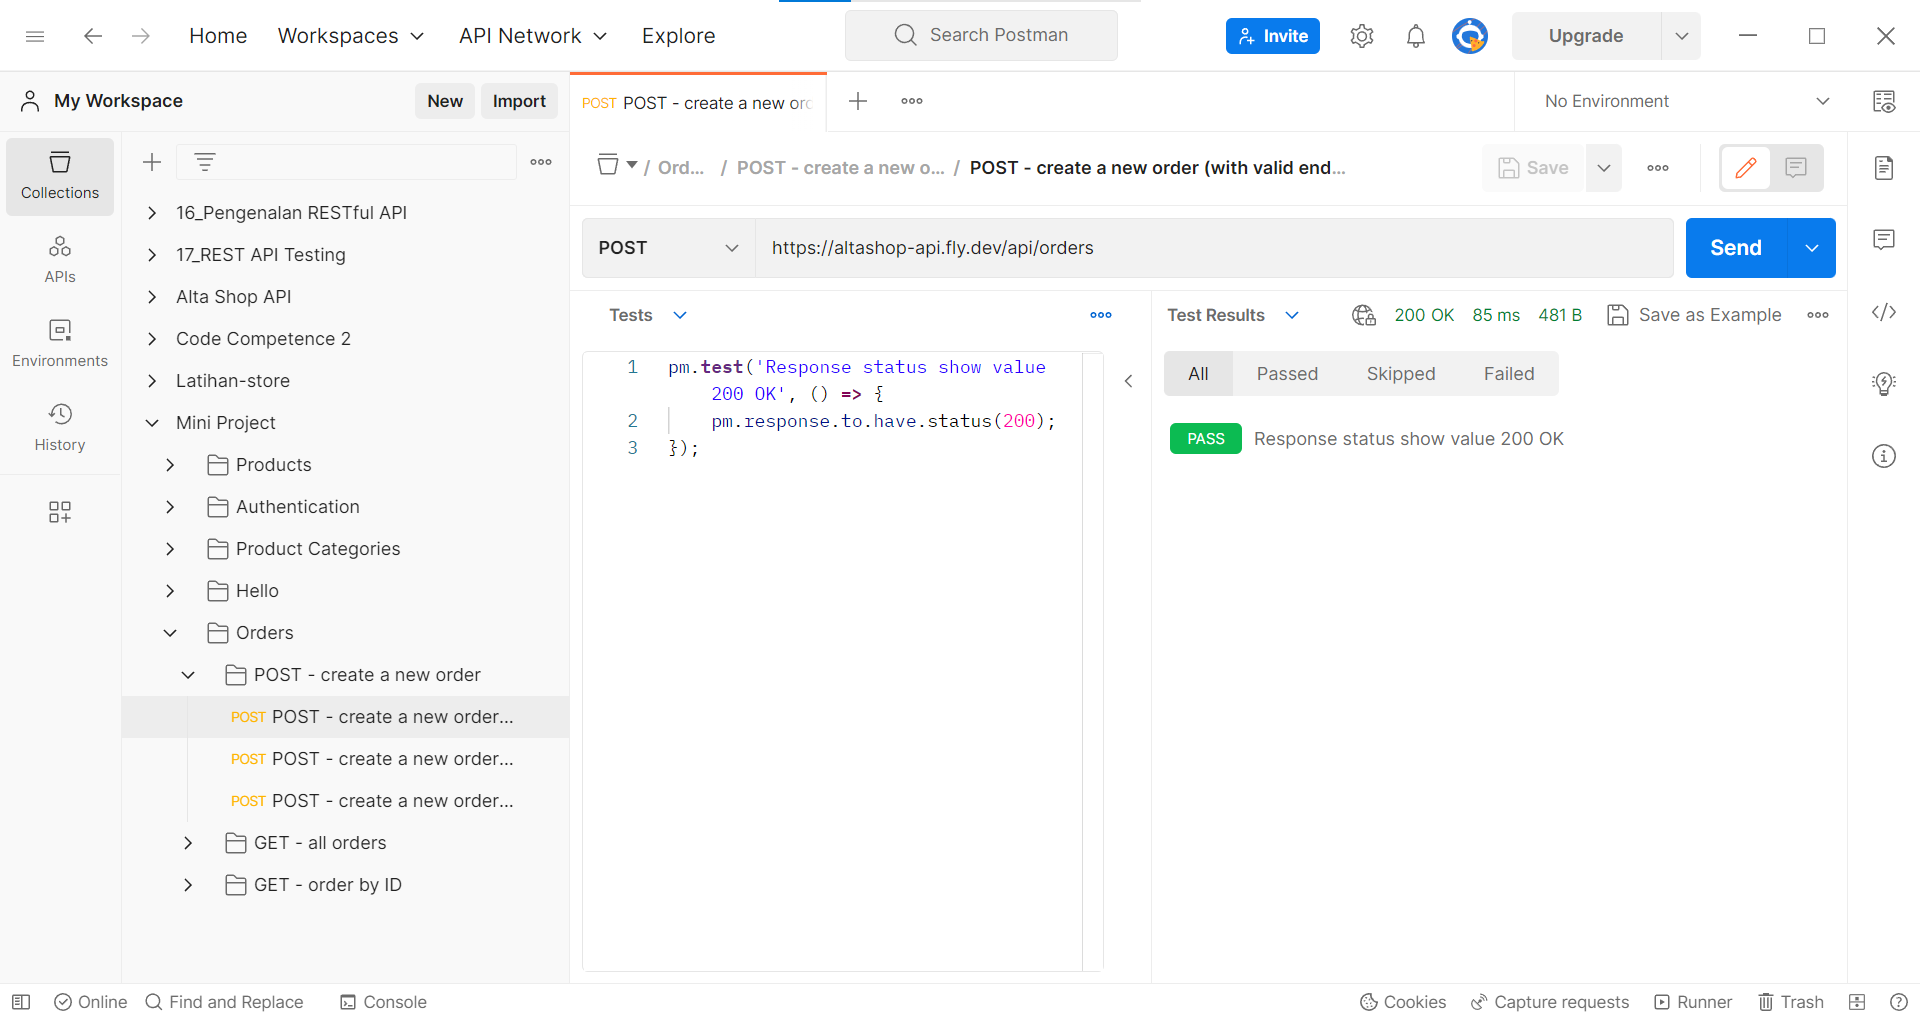 Home
Workspaces
API Network
Explore
Search Postman
Invite
Upgrade
My Workspace
New
Import
POST POST - create a new orc
No Environment
Collections
APIs
Environments
History
16_Pengenalan RESTful API
17_REST API Testing
Alta Shop API
Code Competence 2
Latihan-store
Mini Project
Products
Authentication
Product Categories
Hello
Orders
POST - create a new order
POST POST - create a new order...
POST POST - create a new order...
POST POST - create a new order...
GET - all orders
GET - order by ID
/ Ord... / POST - create a new o... / POST - create a new order (with valid end...
Save
POST
https://altashop-api.fly.dev/api/orders
Send
Tests
1 pm.test('Response status show value
200 OK', () => {
2 pm.response.to.have.status(200);
3 });
Test Results
200 OK 85 ms 481 B
Save as Example
All Passed Skipped Failed
PASS Response status show value 200 OK
Online
Find and Replace
Console
Cookies
Capture requests
Runner
Trash